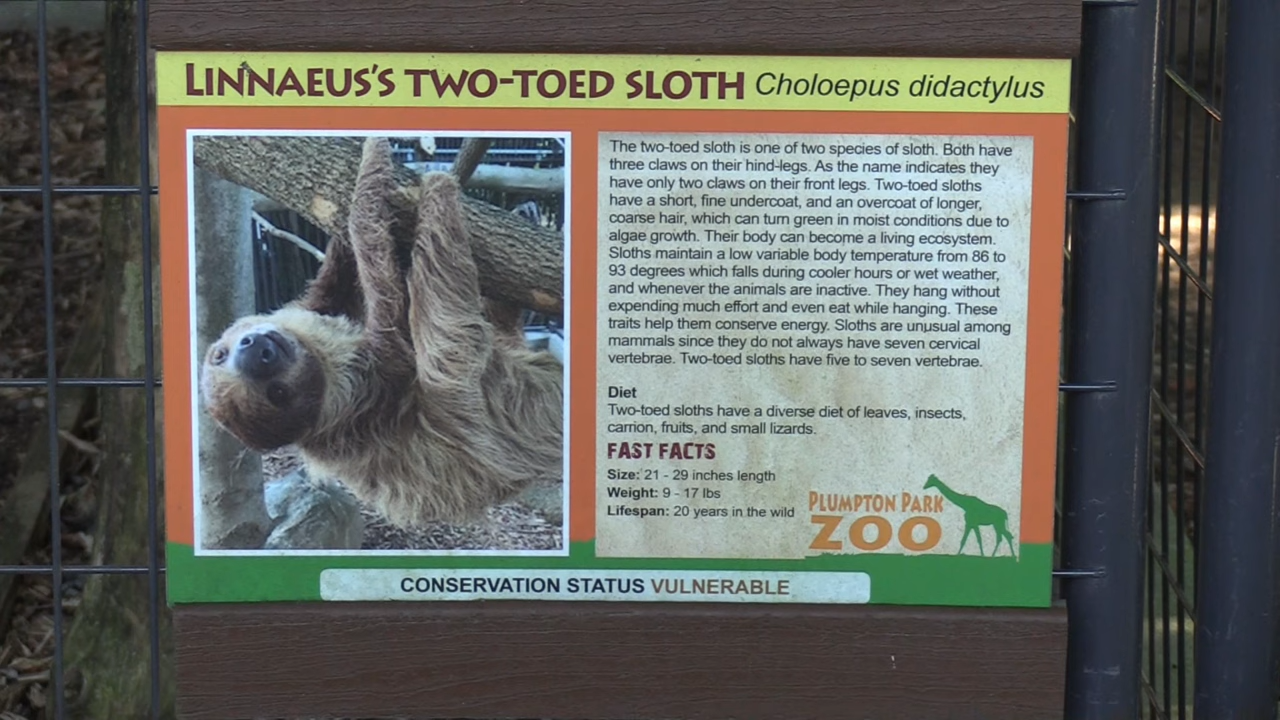 LINNAEUS'S TWO-TOED SLOTH Choloepus didactylus
The two-toed sloth is one of two species of sloth. Both have
three claws on their hind-legs. As the name indicates they
have only two claws on their front legs. Two-toed sloths
have a short, fine undercoat, and an overcoat of longer,
coarse hair, which can turn green in moist conditions due to
algae growth. Their body can become a living ecosystem.
Sloths maintain a low variable body temperature from 86 to
93 degrees which falls during cooler hours or wet weather,
and whenever the animals are inactive. They hang without
expending much effort and even eat while hanging. These
traits help them conserve energy. Sloths are unusual among
mammals since they do not always have seven cervical
vertebrae. Two-toed sloths have five to seven vertebrae.
Diet
Two-toed sloths have a diverse diet of leaves, insects,
carrion, fruits, and small lizards.
FAST FACTS
Size: 21 - 29 inches length
Weight: 9 - 17 lbs
Lifespan: 20 years in the wild
PLUMPTON PARK
ZOO
CONSERVATION STATUS VULNERABLE